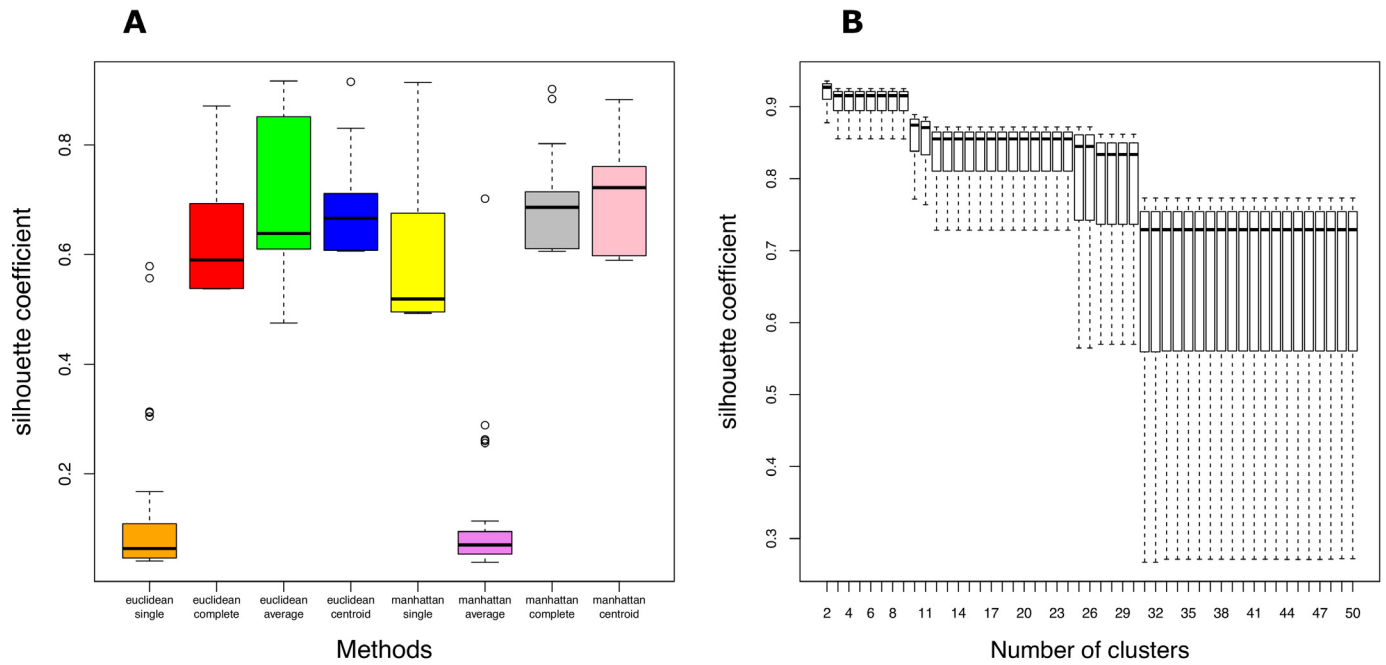 A
silhouette coefficient
0.2
0.4
0.6
0.8
euclidean
single
euclidean
complete
euclidean
average
euclidean
centroid
manhattan
single
manhattan
average
manhattan
complete
manhattan
centroid
Methods
B
silhouette coefficient
0.3
0.4
0.5
0.6
0.7
0.8
0.9
2 4 6 8 11 14 17 20 23 26 29 32 35 38 41 44 47 50
Number of clusters